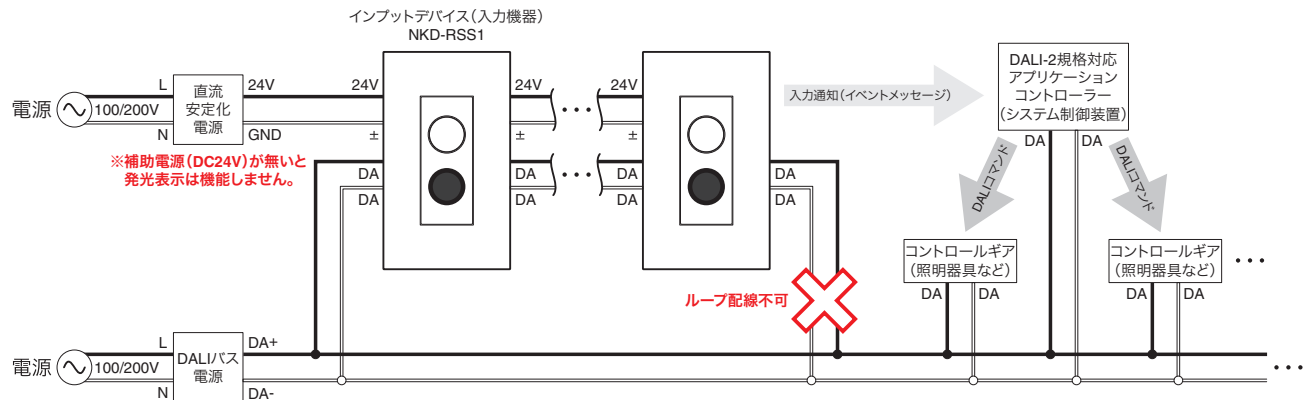 インプットデバイス（入力機器）
NKD-RSS1
電源
100/200V
L
N
直流
安定化
電源
24V
GND
※補助電源（DC24V）が無いと
発光表示は機能しません。
24V
±
DA
DA
24V
±
DA
DA
・・・
・・・
24V
±
DA
DA
DA
DA
入力通知（イベントメッセージ）
DALI-2規格対応
アプリケーション
コントローラー
（システム制御装置）
DA
DA
DALIコマンド
DALIコマンド
コントロールギア
（照明器具など）
DA
DA
コントロールギア
（照明器具など）
DA
DA
・・・
ループ配線不可
電源
100/200V
L
N
DALIバス
電源
DA+
DA-
・・・